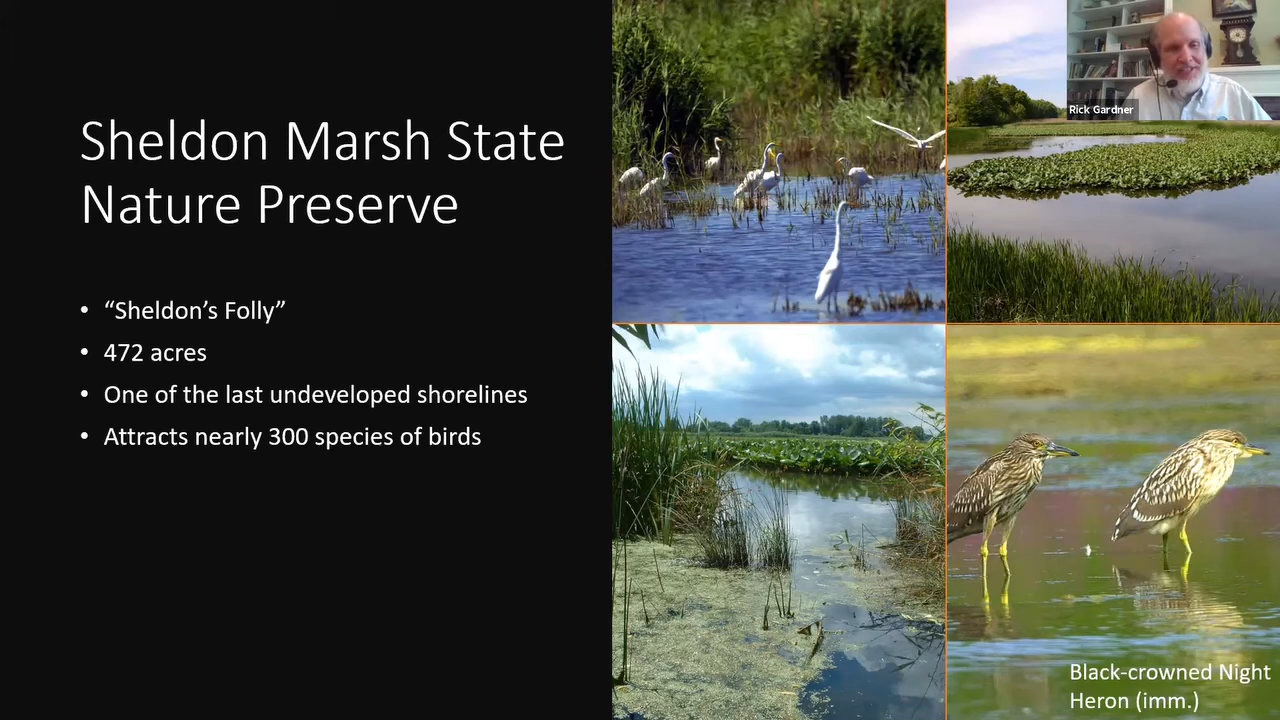 Sheldon Marsh State
Nature Preserve
• “Sheldon’s Folly”
• 472 acres
• One of the last undeveloped shorelines
• Attracts nearly 300 species of birds
Rick Gardner
Black-crowned Night
Heron (imm.)